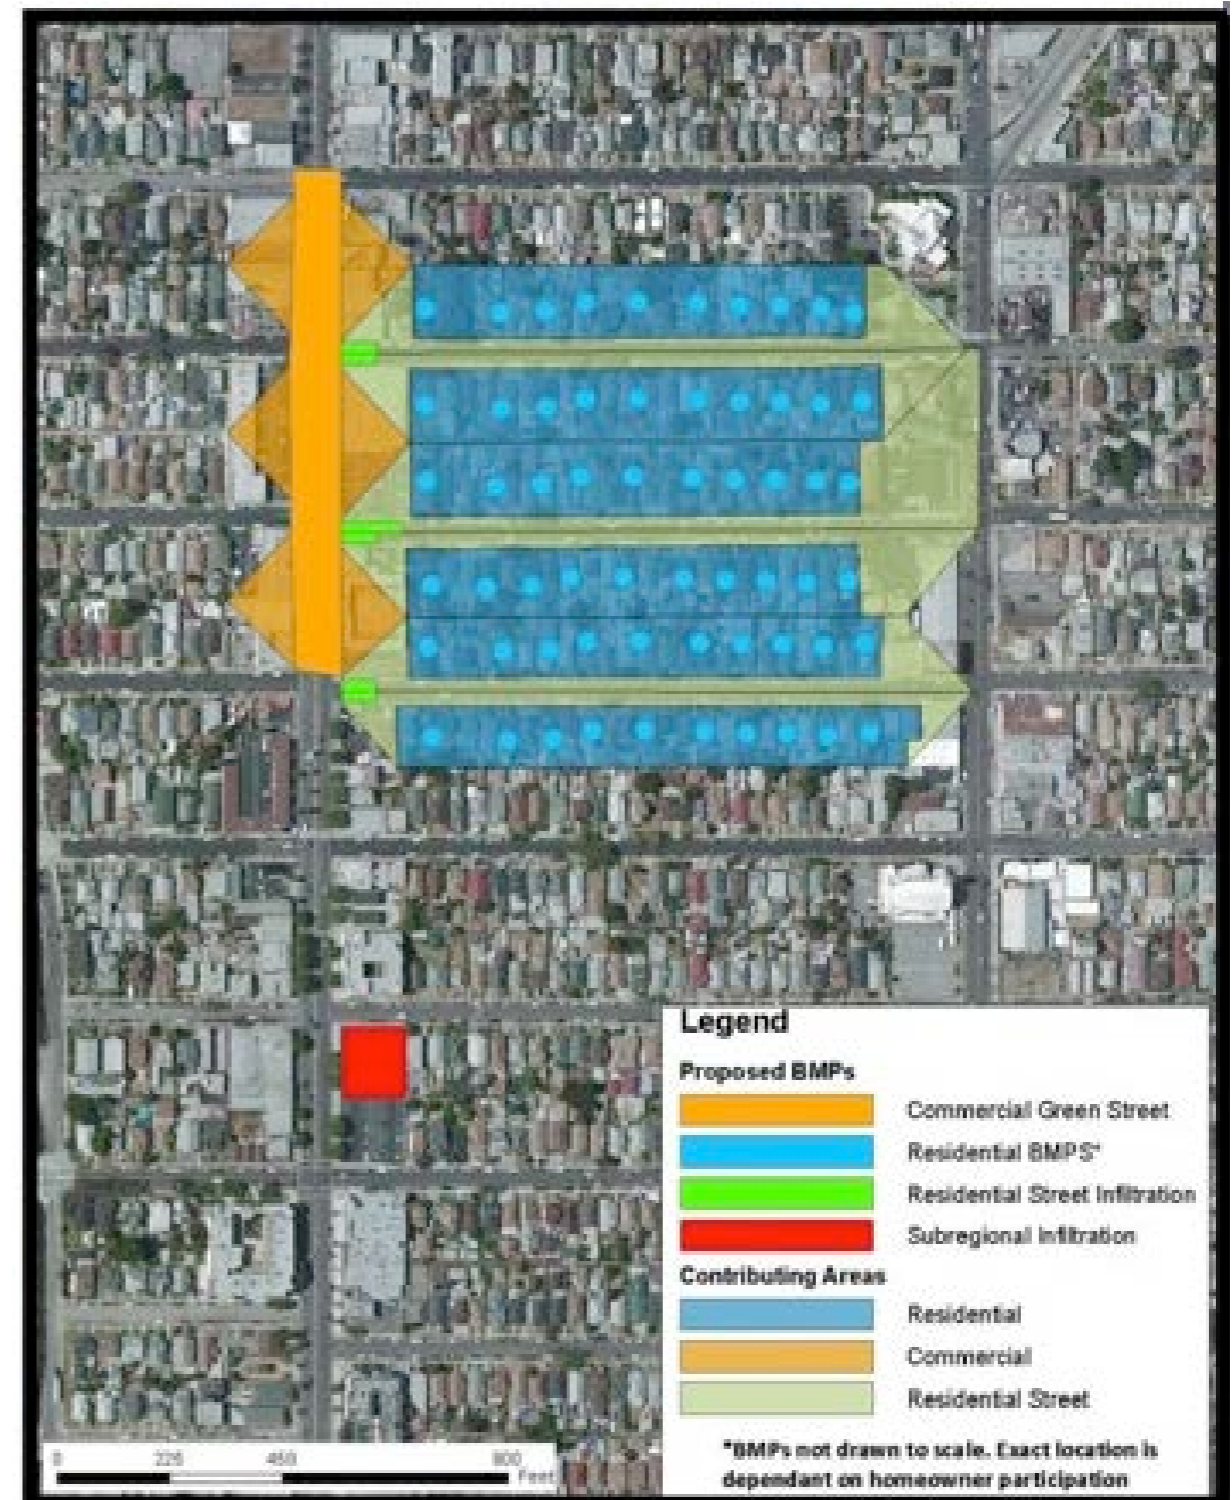 Legend
Proposed BMPs
Commercial Green Street
Residential BMPS*
Residential Street Infiltration
Subregional Infiltration
Contributing Areas
Residential
Commercial
Residential Street
*BMPs not drawn to scale. Exact location is
dependant on homeowner participation
0 225 450 900
Feet